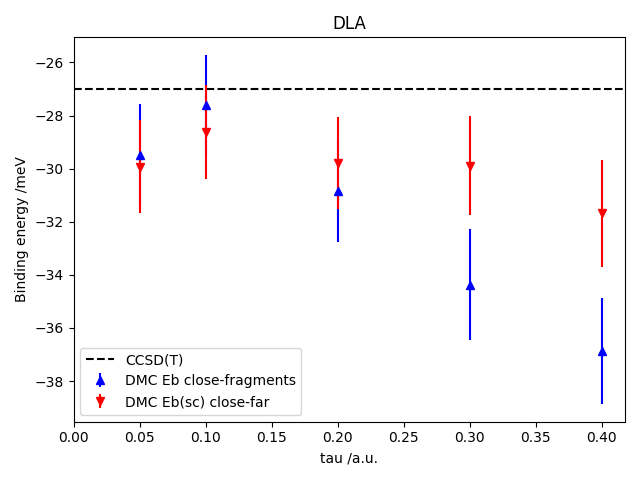 DLA
Binding energy /meV
−26
−28
−30
−32
−34
−36
−38
CCSD(T)
DMC Eb close-fragments
DMC Eb(sc) close-far
0.00 0.05 0.10 0.15 0.20 0.25 0.30 0.35 0.40
tau /a.u.